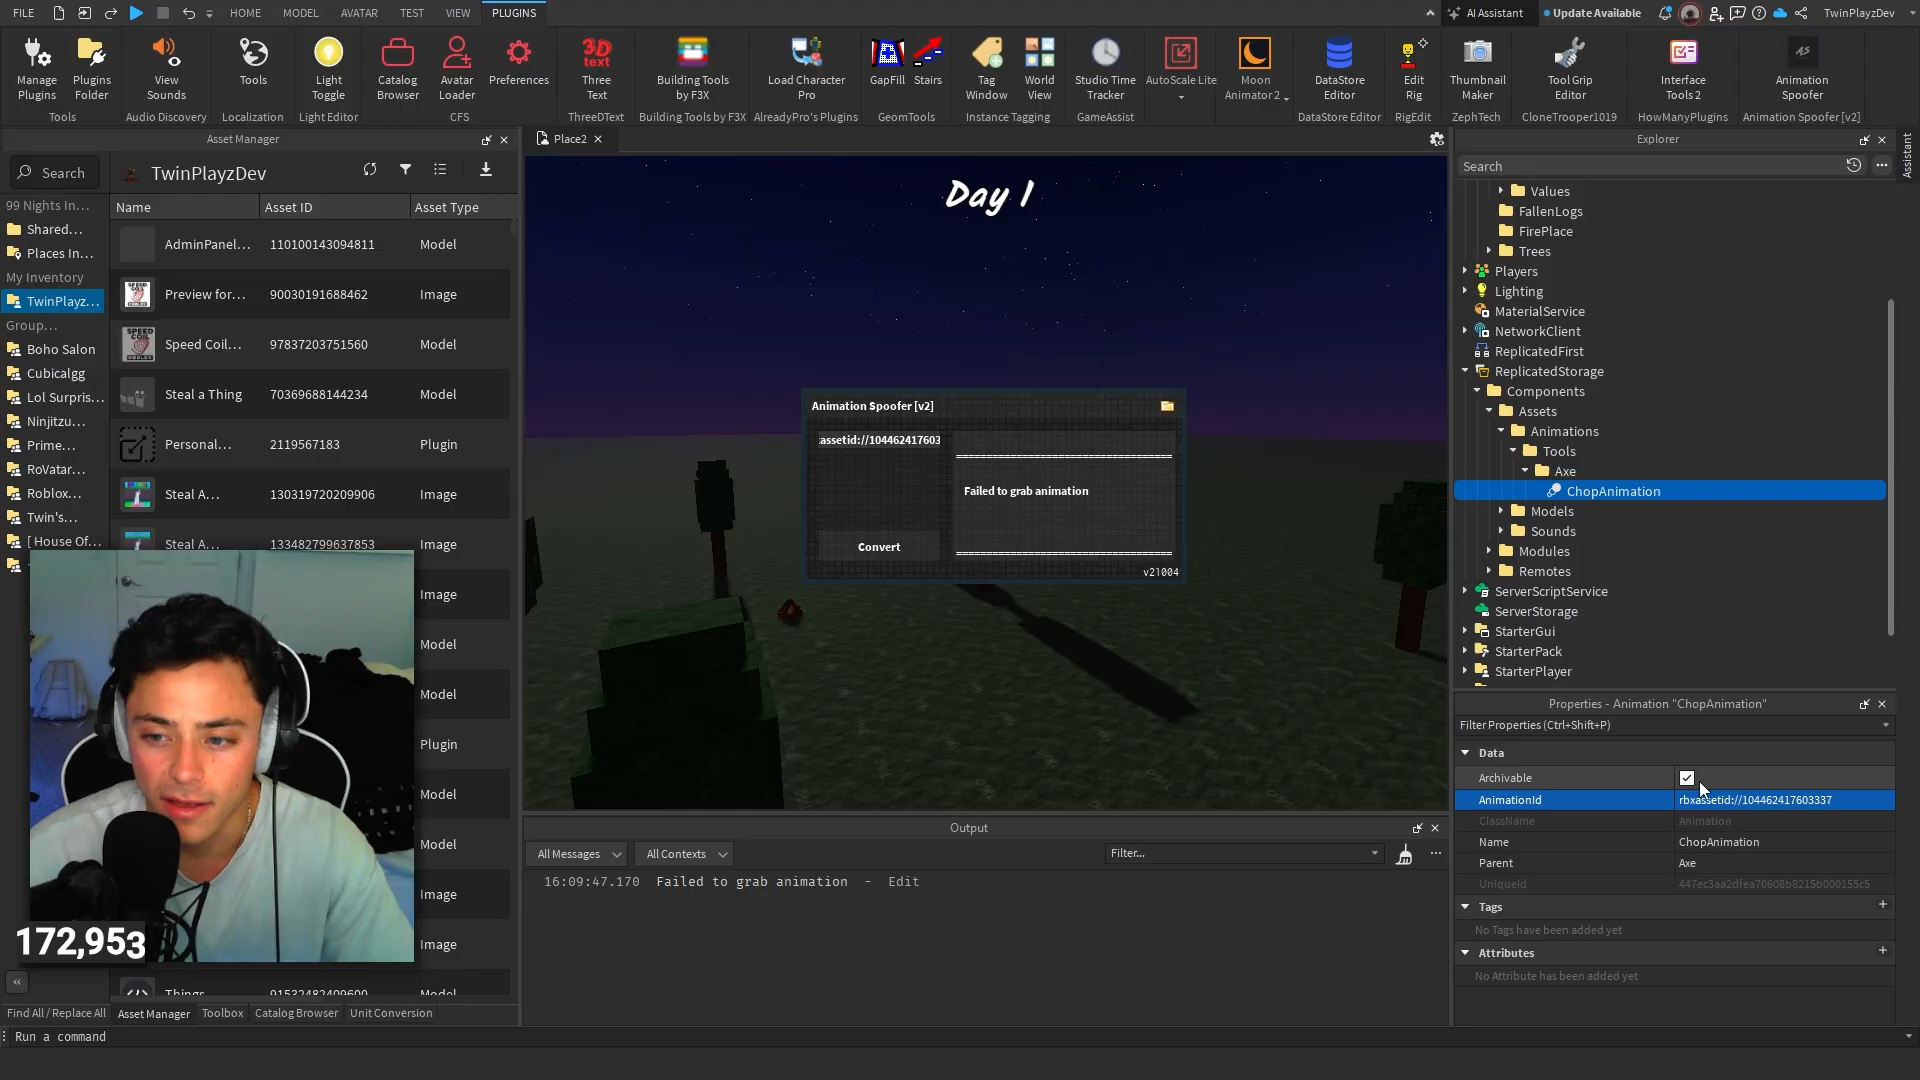 FILE
HOME
MODEL
AVATAR
TEST
VIEW
PLUGINS
AI Assistant
Update Available
TwinPlayzDev
Manage Plugins
Plugins Folder
View Sounds
Tools
Light Toggle
Catalog Browser
Avatar Loader
Preferences
Three Text
Building Tools by F3X
Load Character Pro
GapFill
Stairs
Tag Window
World View
Studio Time Tracker
AutoScale Lite
Moon Animator 2
DataStore Editor
Edit Rig
Thumbnail Maker
Tool Grip Editor
Interface Tools 2
Animation Spoofer
Tools
Audio Discovery
Localization
Light Editor
CFS
ThreeDText
Building Tools by F3X
AlreadyPro's Plugins
GeomTools
Instance Tagging
GameAssist
DataStore Editor
RigEdit
ZephTech
CloneTrooper1019
HowManyPlugins
Animation Spoofer [v2]
Asset Manager
Search
TwinPlayzDev
Name
Asset ID
Asset Type
99 Nights In...
Shared...
Places In...
My Inventory
TwinPlayz...
Group...
Boho Salon
Cubicalgg
Lol Surpris...
Ninjitzu...
Prime...
RoVatar...
Roblox...
Twin's...
[ House Of...
AdminPanel... 110100143094811 Model
Preview for... 90030191688462 Image
Speed Coil... 97837203751560 Model
Steal a Thing 70369688144234 Model
Personal... 2119567183 Plugin
Steal A... 130319720209906 Image
Steal A... 133482799637853 Image
Image
Model
Model
Plugin
Model
Model
Image
Image
Things 91532482409600 Model
172,953
Find All / Replace All
Asset Manager
Toolbox
Catalog Browser
Unit Conversion
Run a command
Place2
Day 1
Animation Spoofer [v2]
assetid://104462417603
Failed to grab animation
Convert
v21004
Output
All Messages
All Contexts
Filter...
16:09:47.170 Failed to grab animation - Edit
Explorer
Assistant
Search
Values
FallenLogs
FirePlace
Trees
Players
Lighting
MaterialService
NetworkClient
ReplicatedFirst
ReplicatedStorage
Components
Assets
Animations
Tools
Axe
ChopAnimation
Models
Sounds
Modules
Remotes
ServerScriptService
ServerStorage
StarterGui
StarterPack
StarterPlayer
Properties - Animation "ChopAnimation"
Filter Properties (Ctrl+Shift+P)
Data
Archivable
AnimationId rbxassetid://104462417603337
ClassName Animation
Name ChopAnimation
Parent Axe
UniqueId 447ec3aa2dfea70608b8215b000155c5
Tags
No Tags have been added yet
Attributes
No Attribute has been added yet